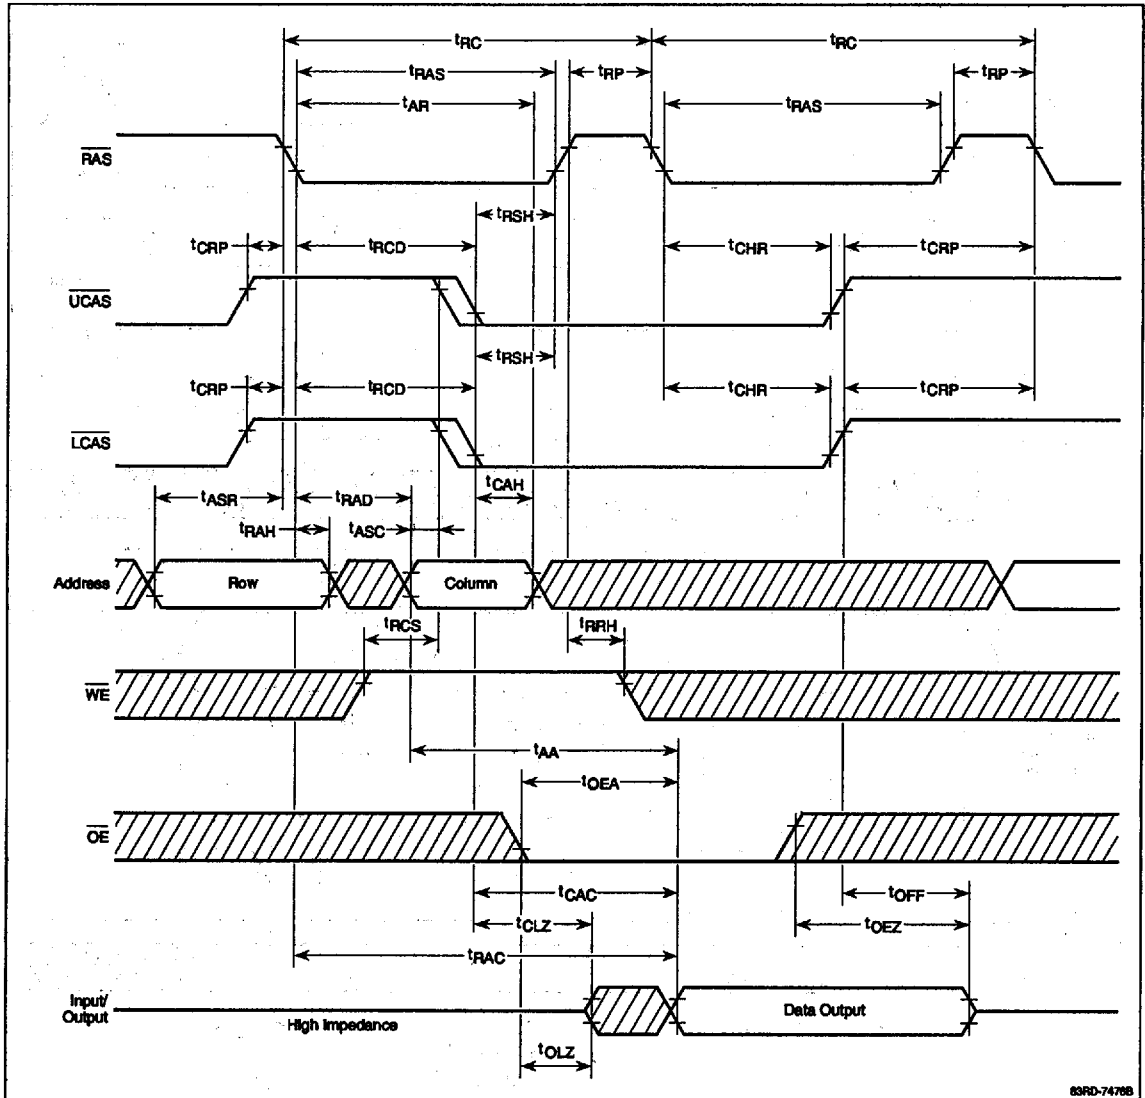 tRC tRC
tRAS tRP tRP
tAR tRAS
RAS
tRSH
tCRP tRCD tCHR tCRP
UCAS
tRSH
tCRP tRCD tCHR tCRP
LCAS
tCAH
tASR tRAD
tRAH tASC
Address Row Column
tRCS tRRH
WE
tAA
tOEA
OE
tCAC tOFF
tCLZ tOEZ
tRAC
Input/
Output High Impedance Data Output
tOLZ
83RD-7476B